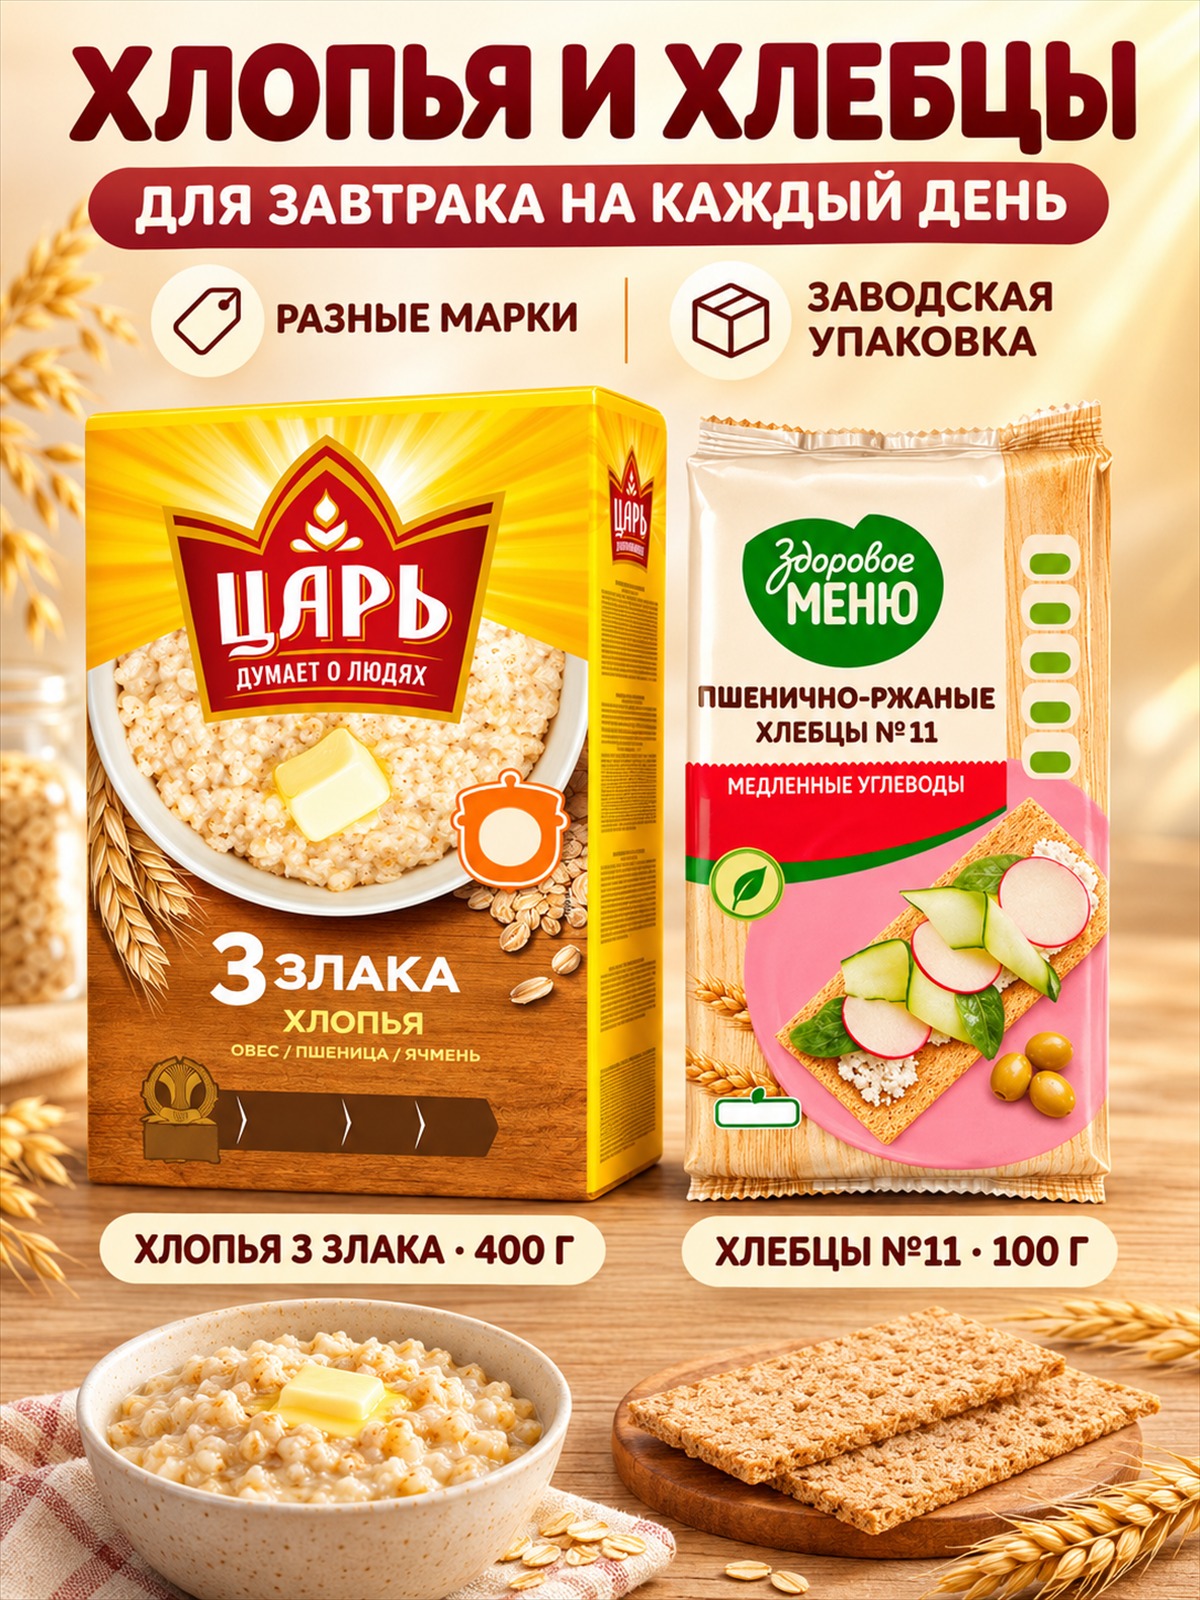 ХЛОПЬЯ И ХЛЕБЦЫ
ДЛЯ ЗАВТРАКА НА КАЖДЫЙ ДЕНЬ
РАЗНЫЕ МАРКИ
ЗАВОДСКАЯ
УПАКОВКА
ЦАРЬ
ДУМАЕТ О ЛЮДЯХ
ЦАРЬ
3 ЗЛАКА
ХЛОПЬЯ
ОВЕС / ПШЕНИЦА / ЯЧМЕНЬ
Здоровое
МЕНЮ
ПШЕНИЧНО-РЖАНЫЕ
ХЛЕБЦЫ №11
МЕДЛЕННЫЕ УГЛЕВОДЫ
ХЛОПЬЯ 3 ЗЛАКА · 400 Г
ХЛЕБЦЫ №11 · 100 Г